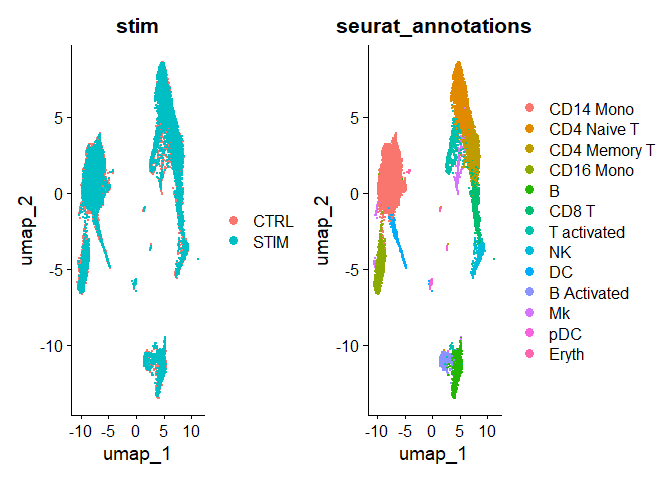 stim
umap_2
5
0
-5
-10
-10 -5 0 5 10
umap_1
CTRL
STIM
seurat_annotations
umap_2
5
0
-5
-10
-10 -5 0 5 10
umap_1
CD14 Mono
CD4 Naive T
CD4 Memory T
CD16 Mono
B
CD8 T
T activated
NK
DC
B Activated
Mk
pDC
Eryth